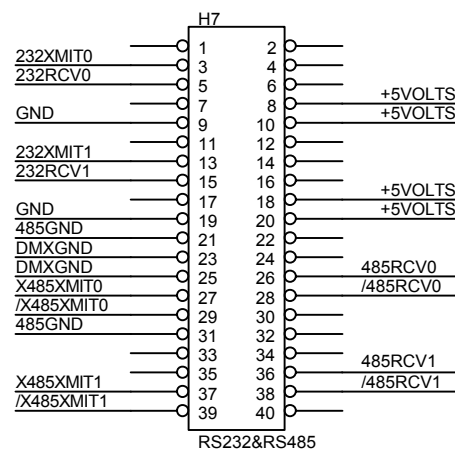 H7
1 2
232XMIT0 3 4
232RCV0 5 6
7 8 +5VOLTS
GND 9 10 +5VOLTS
11 12
232XMIT1 13 14
232RCV1 15 16
17 18 +5VOLTS
GND 19 20 +5VOLTS
485GND 21 22
DMXGND 23 24
DMXGND 25 26 485RCV0
X485XMIT0 27 28 /485RCV0
/X485XMIT0 29 30
485GND 31 32
33 34
35 36 485RCV1
X485XMIT1 37 38 /485RCV1
/X485XMIT1 39 40
RS232&RS485